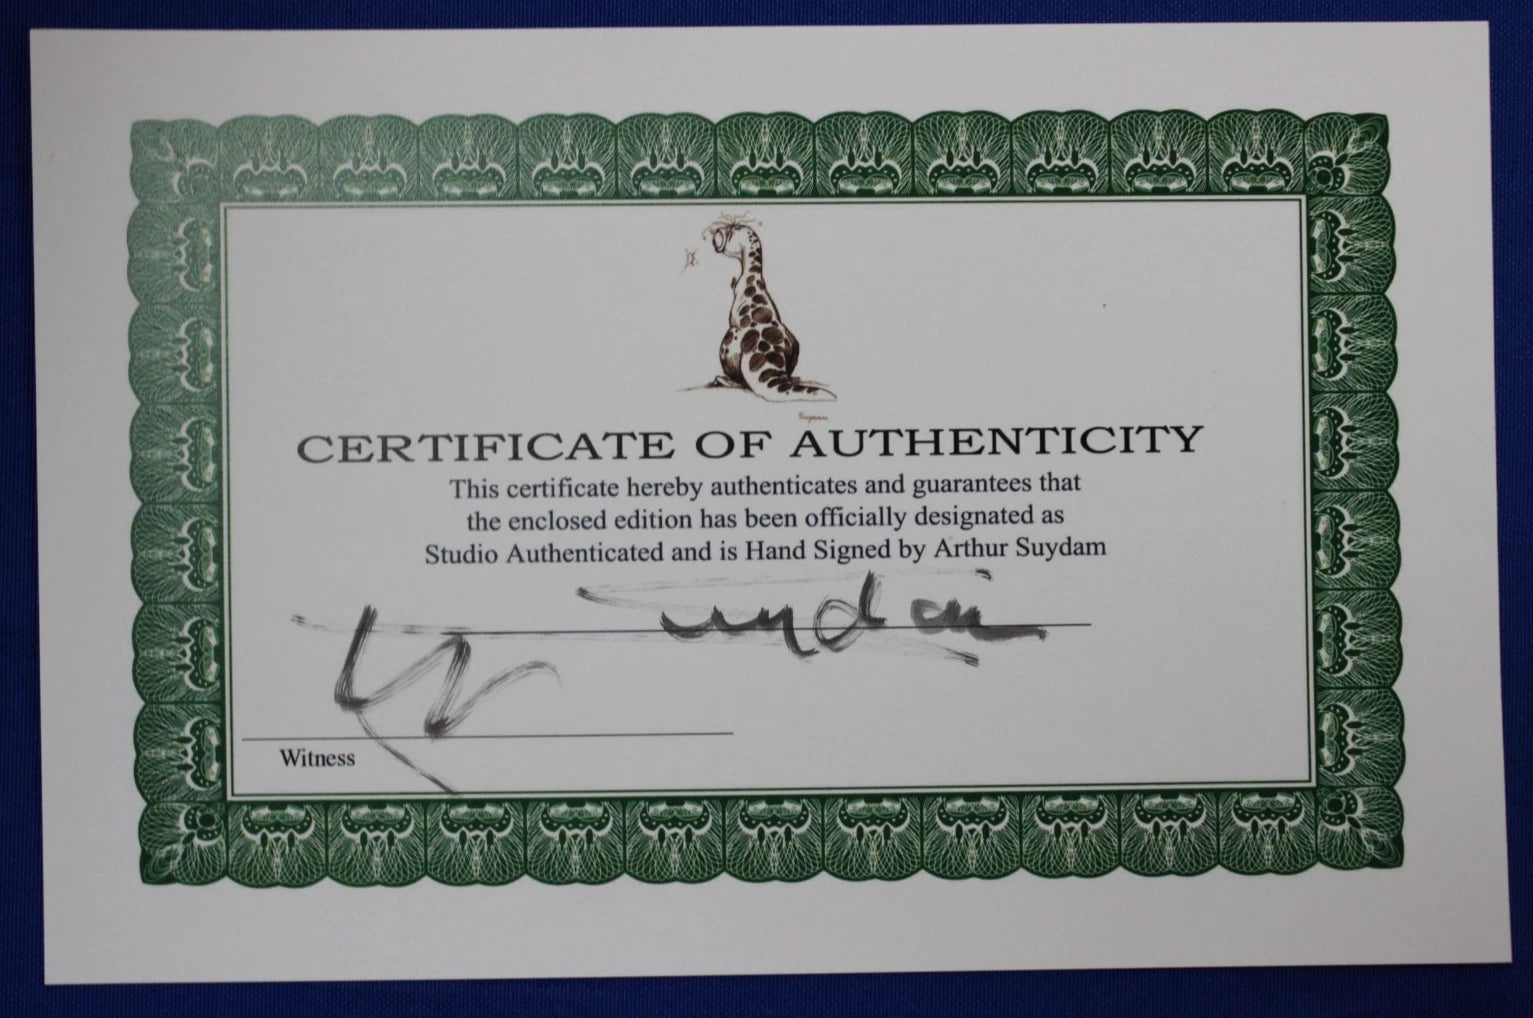 CERTIFICATE OF AUTHENTICITY
This certificate hereby authenticates and guarantees that
the enclosed edition has been officially designated as
Studio Authenticated and is Hand Signed by Arthur Suydam
Suydam
Witness